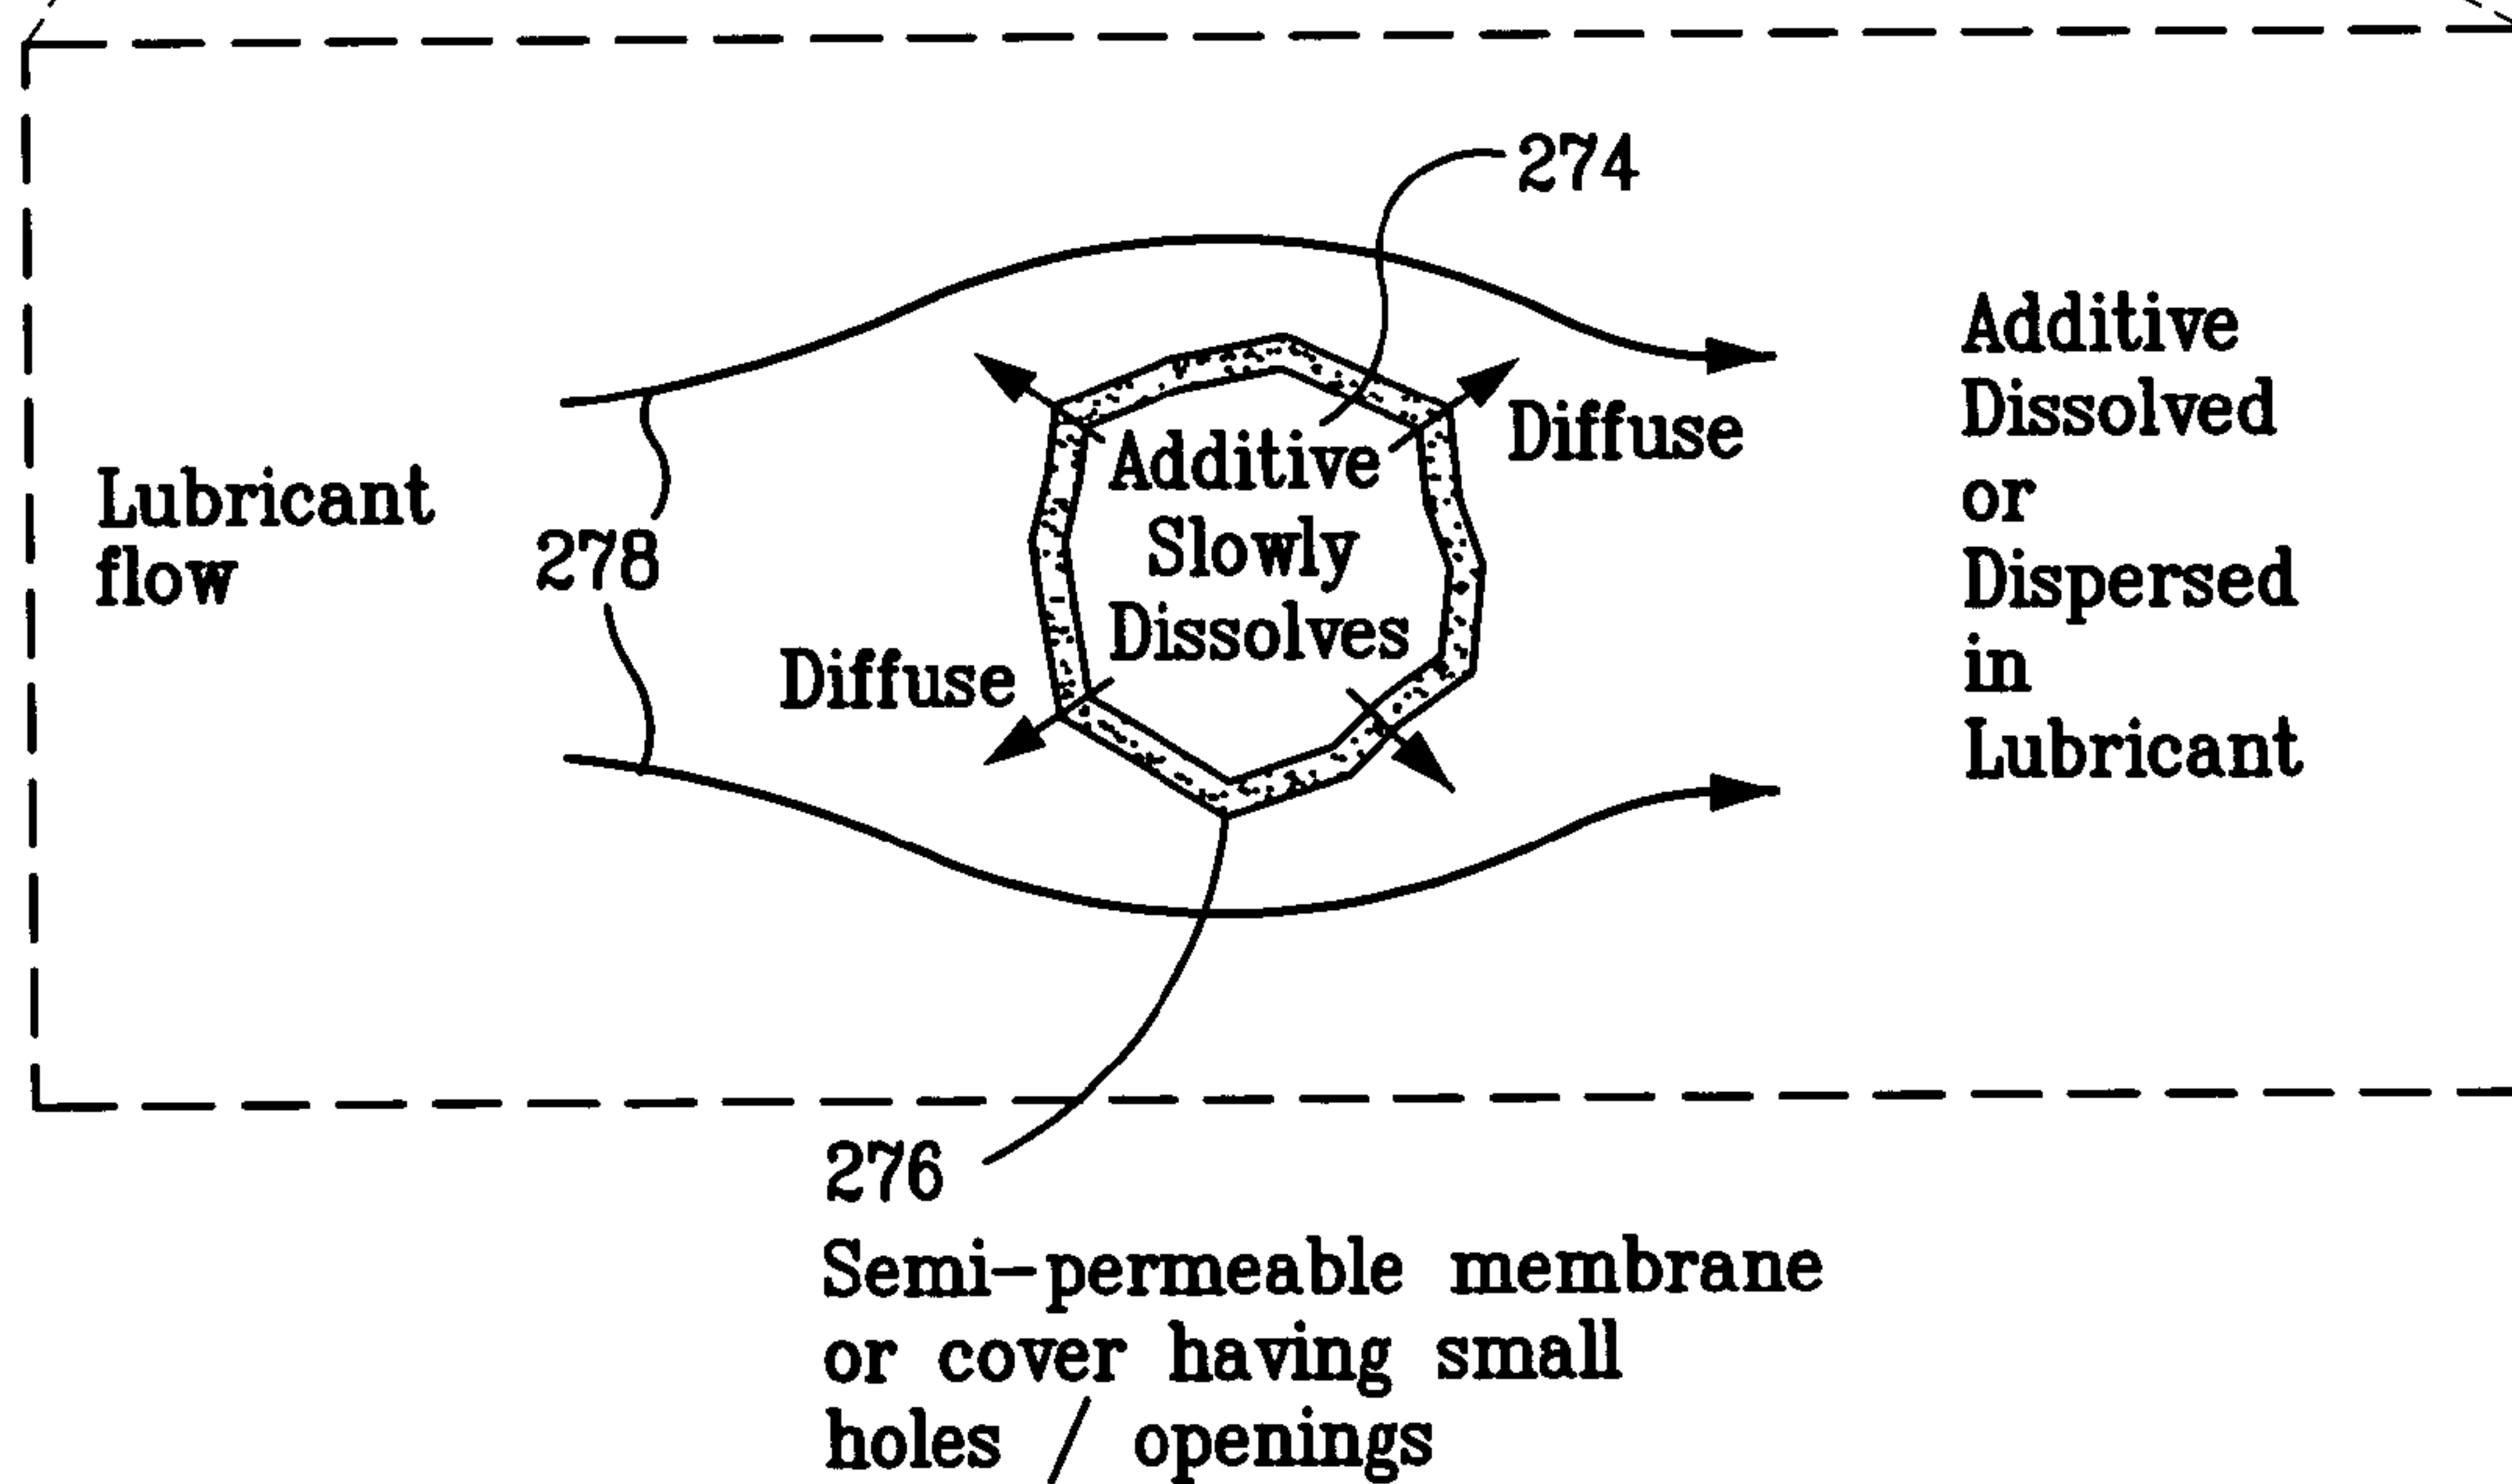 274
Additive
Dissolved
or
Dispersed
in
Lubricant
Diffuse
Additive
Slowly
Dissolves
Lubricant
flow
278
Diffuse
276
Semi-permeable membrane
or cover having small
holes / openings